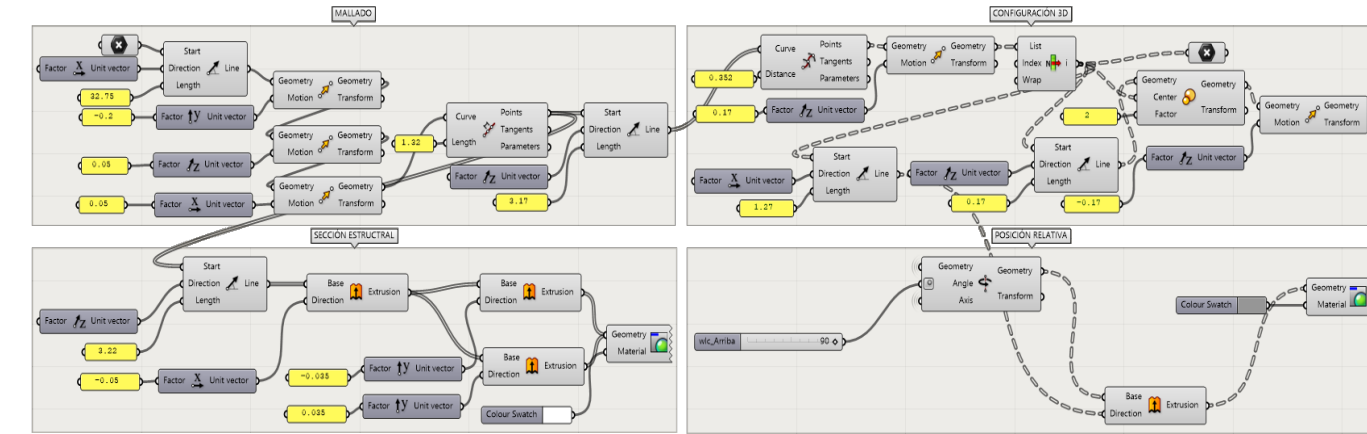 MALLADO
Start
Direction
Length
Line
Factor
Unit vector
32.75
-0.2
Factor
Unit vector
Geometry
Motion
Geometry
Transform
0.05
Factor
Unit vector
Geometry
Motion
Geometry
Transform
0.05
Factor
Unit vector
Geometry
Motion
Geometry
Transform
1.32
Curve
Length
Points
Tangents
Parameters
Factor
Unit vector
3.17
Start
Direction
Length
Line
CONFIGURACIÓN 3D
0.352
0.17
Curve
Distance
Points
Tangents
Parameters
Factor
Unit vector
Geometry
Motion
Geometry
Transform
List
Index
Wrap
i
2
Geometry
Center
Factor
Geometry
Transform
Geometry
Motion
Geometry
Transform
Factor
Unit vector
1.27
Start
Direction
Length
Line
Factor
Unit vector
0.17
Start
Direction
Length
Line
-0.17
Factor
Unit vector
SECCIÓN ESTRUCTRAL
Start
Direction
Length
Line
Factor
Unit vector
3.22
-0.05
Factor
Unit vector
Base
Direction
Extrusion
Base
Direction
Extrusion
Base
Direction
Extrusion
-0.035
Factor
Unit vector
0.035
Factor
Unit vector
Colour Swatch
Geometry
Material
POSICIÓN RELATIVA
Geometry
Angle
Axis
Geometry
Transform
wlc_Arriba
90
Colour Swatch
Geometry
Material
Base
Direction
Extrusion